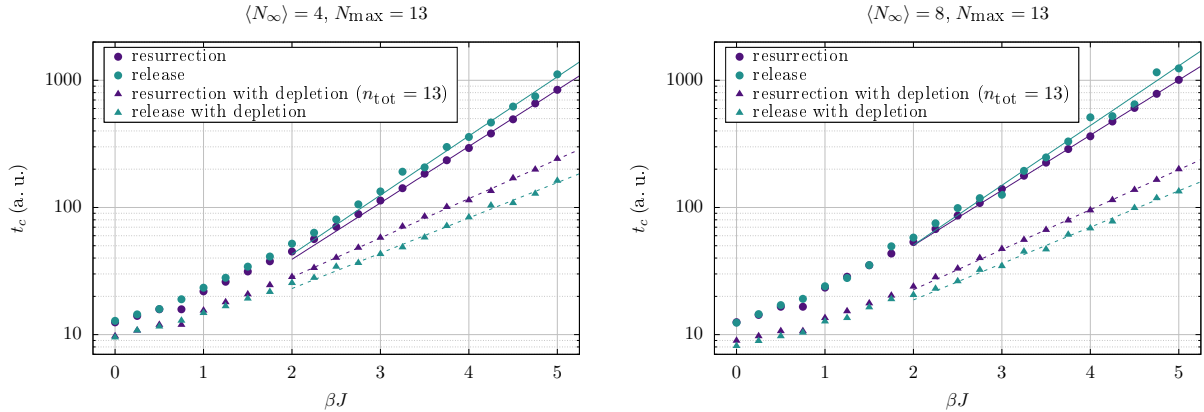 ⟨N∞⟩ = 4, Nmax = 13
resurrection
release
resurrection with depletion (ntot = 13)
release with depletion
1000
100
10
tc (a. u.)
0 1 2 3 4 5
βJ
⟨N∞⟩ = 8, Nmax = 13
resurrection
release
resurrection with depletion (ntot = 13)
release with depletion
1000
100
10
tc (a. u.)
0 1 2 3 4 5
βJ